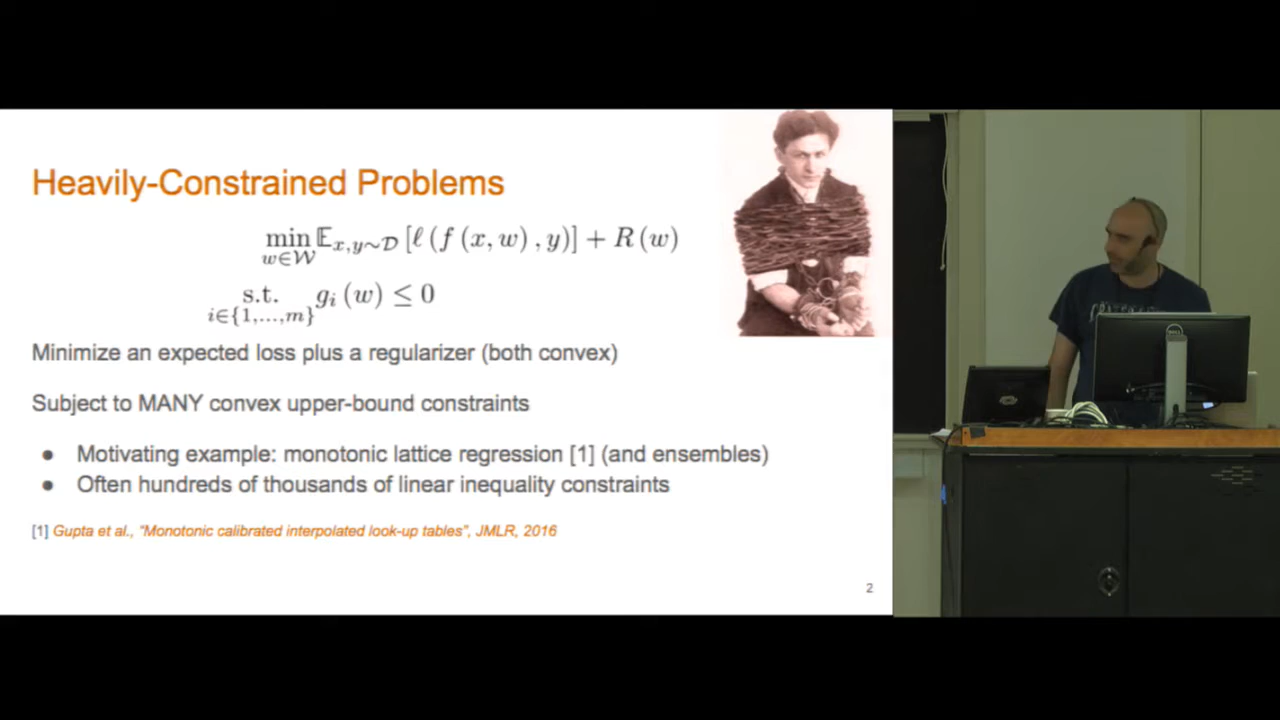 Heavily-Constrained Problems
min_{w∈𝒲} 𝔼_{x,y∼𝒟} [ℓ (f (x, w) , y)] + R (w)
s.t._{i∈{1,...,m}} g_i (w) ≤ 0
Minimize an expected loss plus a regularizer (both convex)
Subject to MANY convex upper-bound constraints
● Motivating example: monotonic lattice regression [1] (and ensembles)
● Often hundreds of thousands of linear inequality constraints
[1] Gupta et al., “Monotonic calibrated interpolated look-up tables”, JMLR, 2016
2